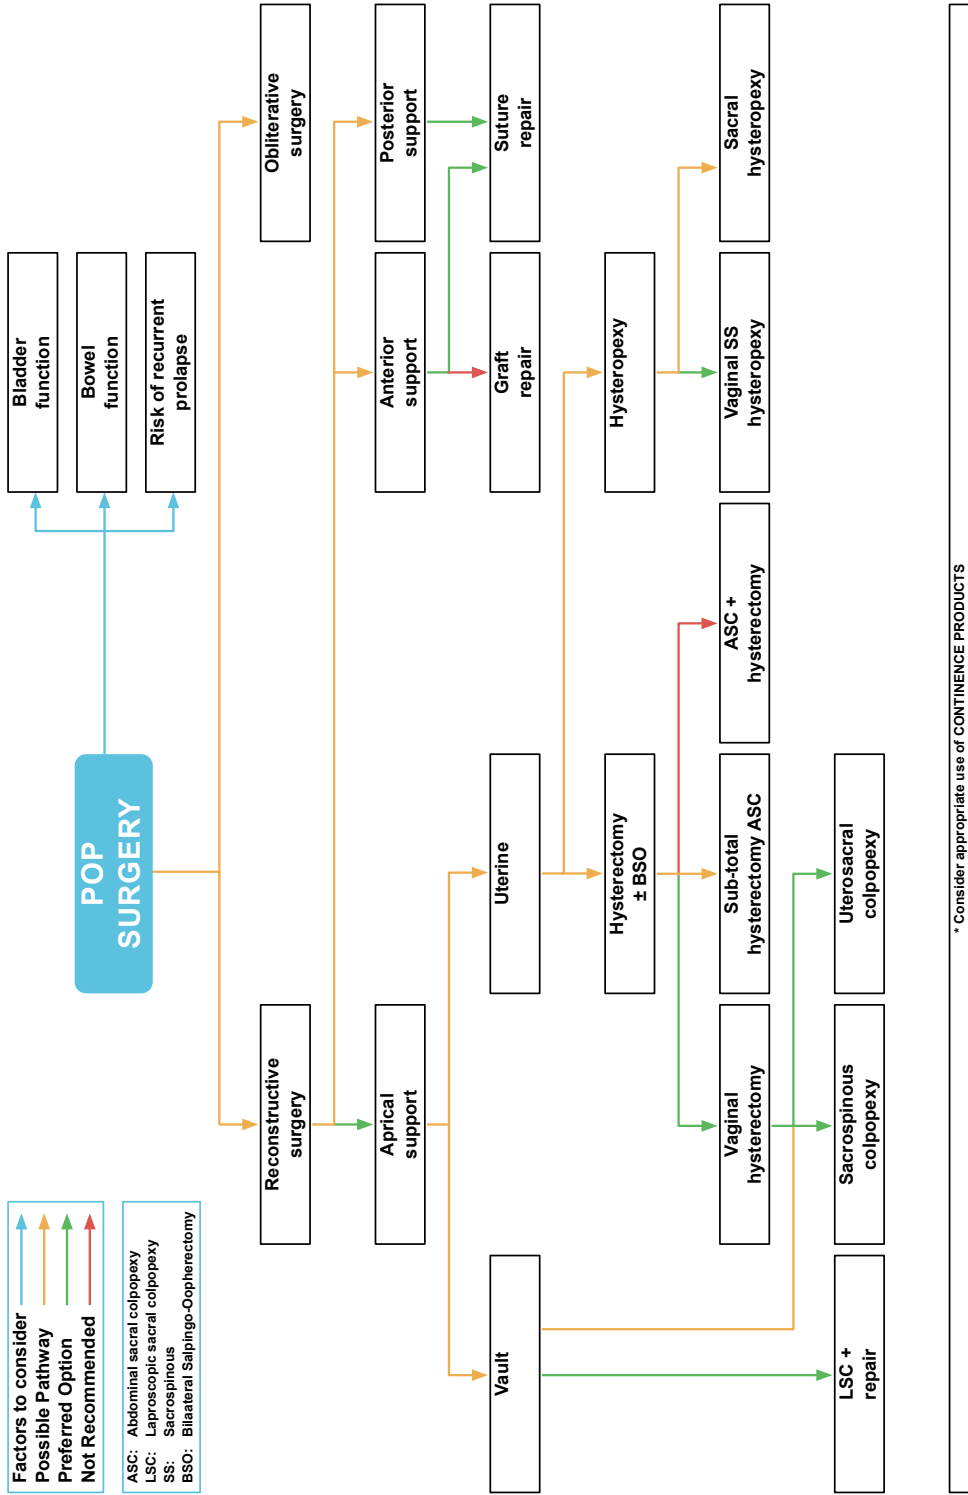 Factors to consider
Possible Pathway
Preferred Option
Not Recommended
ASC: Abdominal sacral colpopexy
LSC: Laproscopic sacral colpopexy
SS: Sacrospinous
BSO: Bilaateral Salpingo-Oopherectomy
POP
SURGERY
Bladder
function
Bowel
function
Risk of recurrent
prolapse
Reconstructive
surgery
Obliterative
surgery
Aprical
support
Anterior
support
Posterior
support
Vault
Uterine
Graft
repair
Suture
repair
Hysterectomy
± BSO
Hysteropexy
Vaginal
hysterectomy
Sub-total
hysterectomy ASC
ASC +
hysterectomy
Vaginal SS
hysteropexy
Sacral
hysteropexy
LSC +
repair
Sacrospinous
colpopexy
Uterosacral
colpopexy
* Consider appropriate use of CONTINENCE PRODUCTS